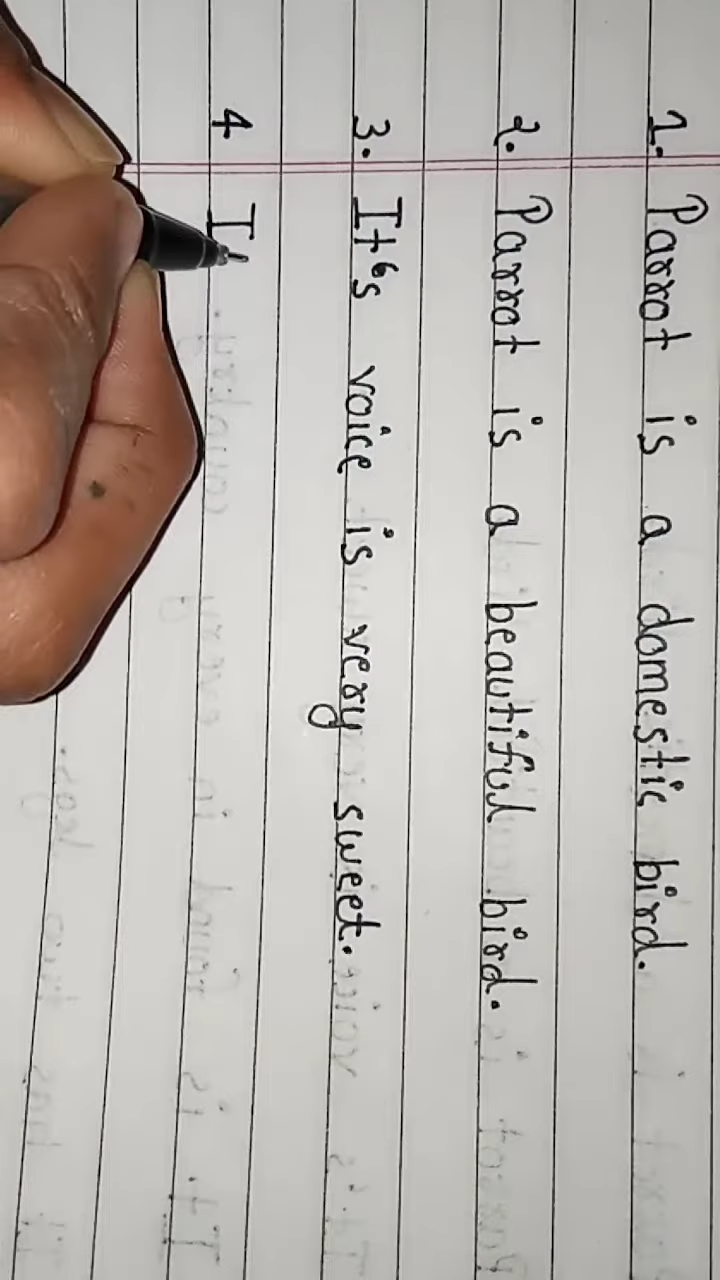 1. Parrot is a domestic bird.
2. Parrot is a beautiful bird.
3. It's voice is very sweet.
4 I